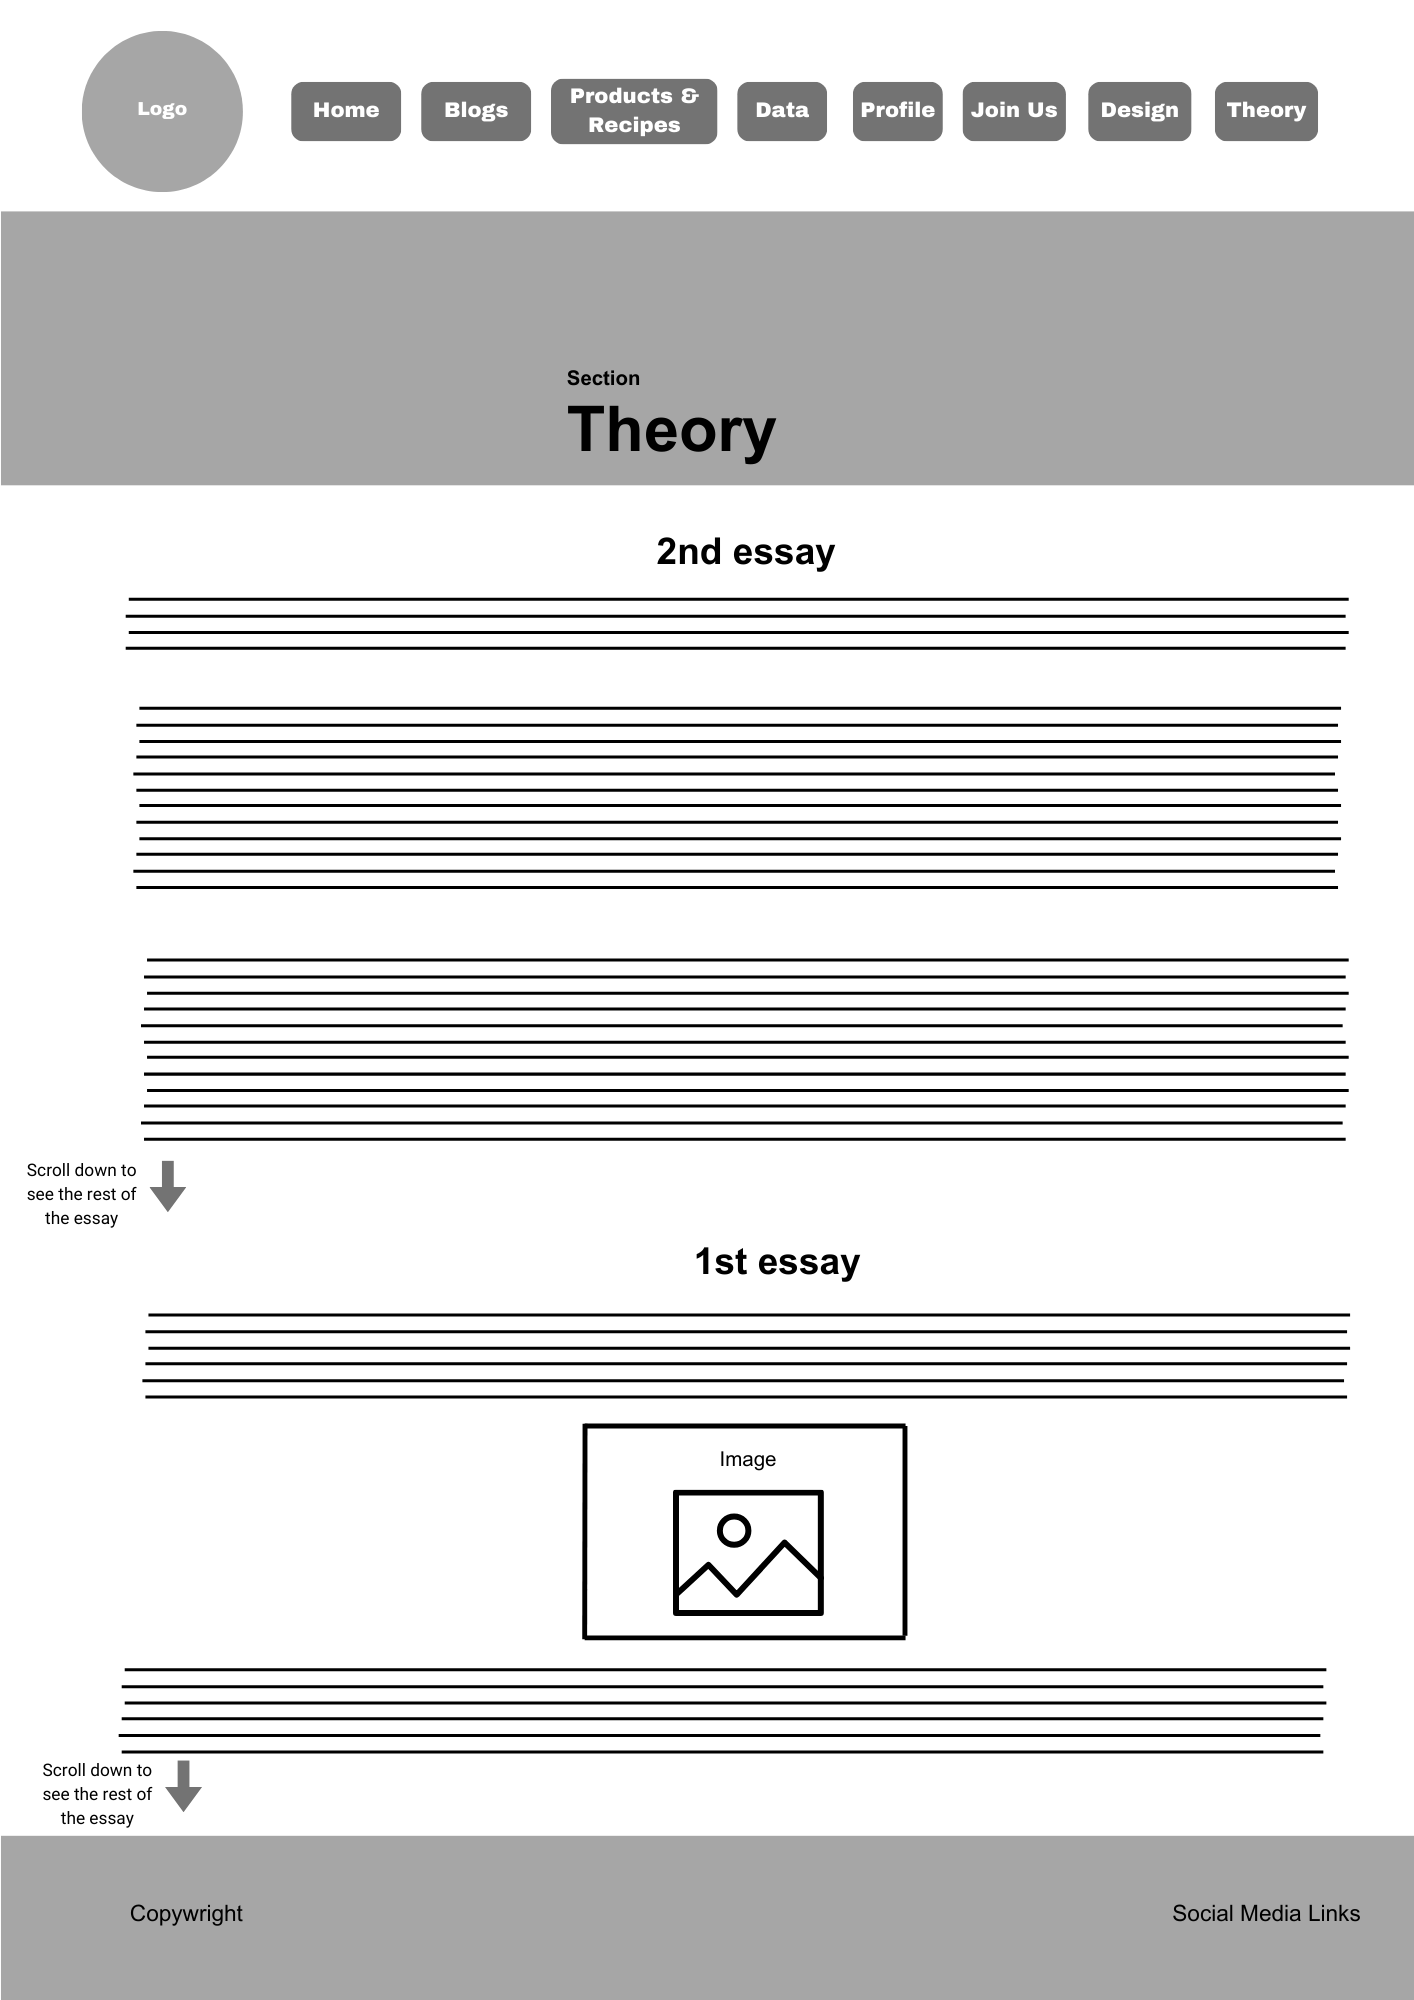 Logo
Home
Blogs
Products &
Recipes
Data
Profile
Join Us
Design
Theory
Section
Theory
2nd essay
Scroll down to
see the rest of
the essay
1st essay
Image
Scroll down to
see the rest of
the essay
Copywright
Social Media Links